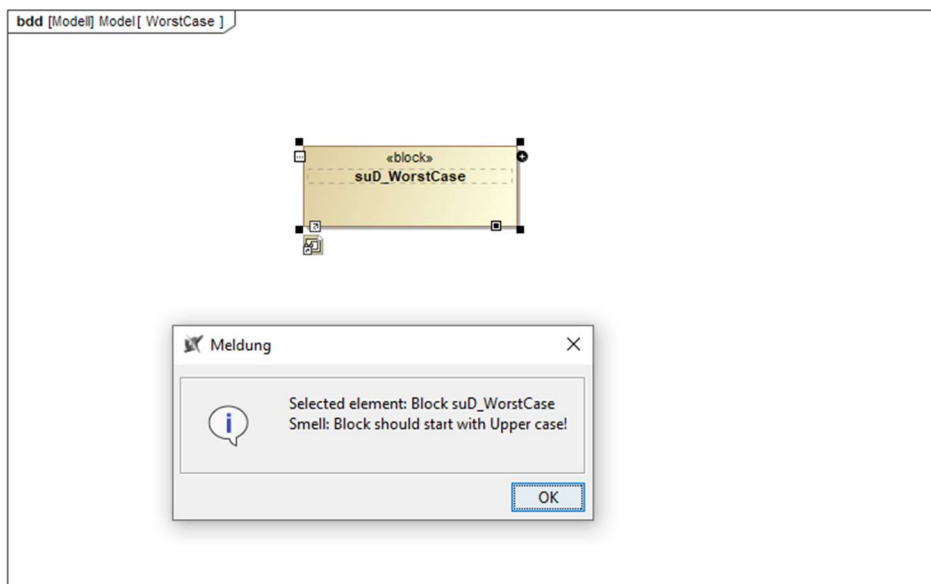 bdd [Modell] Model[ WorstCase ]
«block»
suD_WorstCase
Meldung
Selected element: Block suD_WorstCase
Smell: Block should start with Upper case!
OK